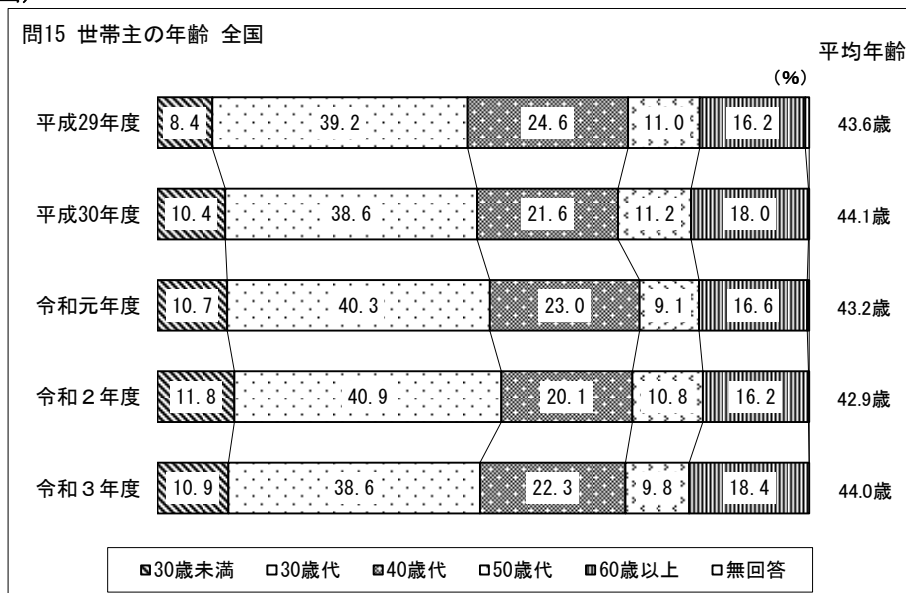 問15 世帯主の年齢 全国
平均年齢
(%)
平成29年度 8.4 39.2 24.6 11.0 16.2 43.6歳
平成30年度 10.4 38.6 21.6 11.2 18.0 44.1歳
令和元年度 10.7 40.3 23.0 9.1 16.6 43.2歳
令和２年度 11.8 40.9 20.1 10.8 16.2 42.9歳
令和３年度 10.9 38.6 22.3 9.8 18.4 44.0歳
30歳未満 30歳代 40歳代 50歳代 60歳以上 無回答